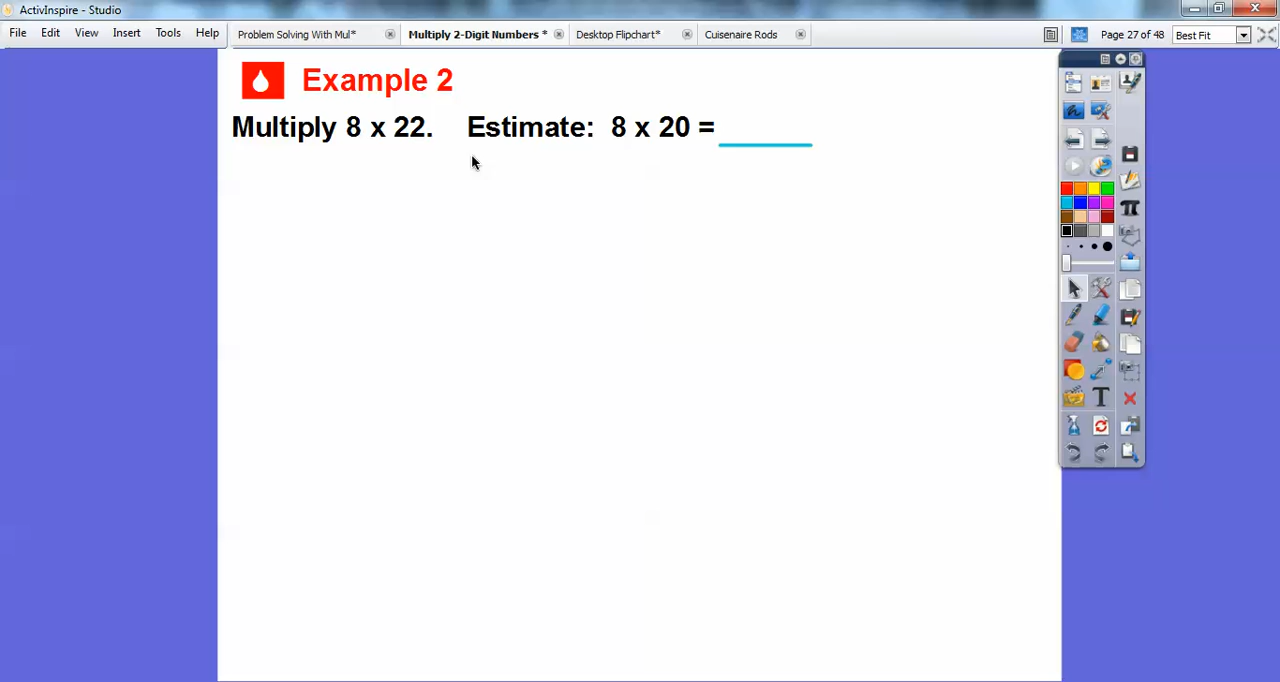 ActivInspire - Studio
File Edit View Insert Tools Help
Problem Solving With Mul* Multiply 2-Digit Numbers * Desktop Flipchart* Cuisenaire Rods
Page 27 of 48 Best Fit
Example 2
Multiply 8 x 22. Estimate: 8 x 20 =